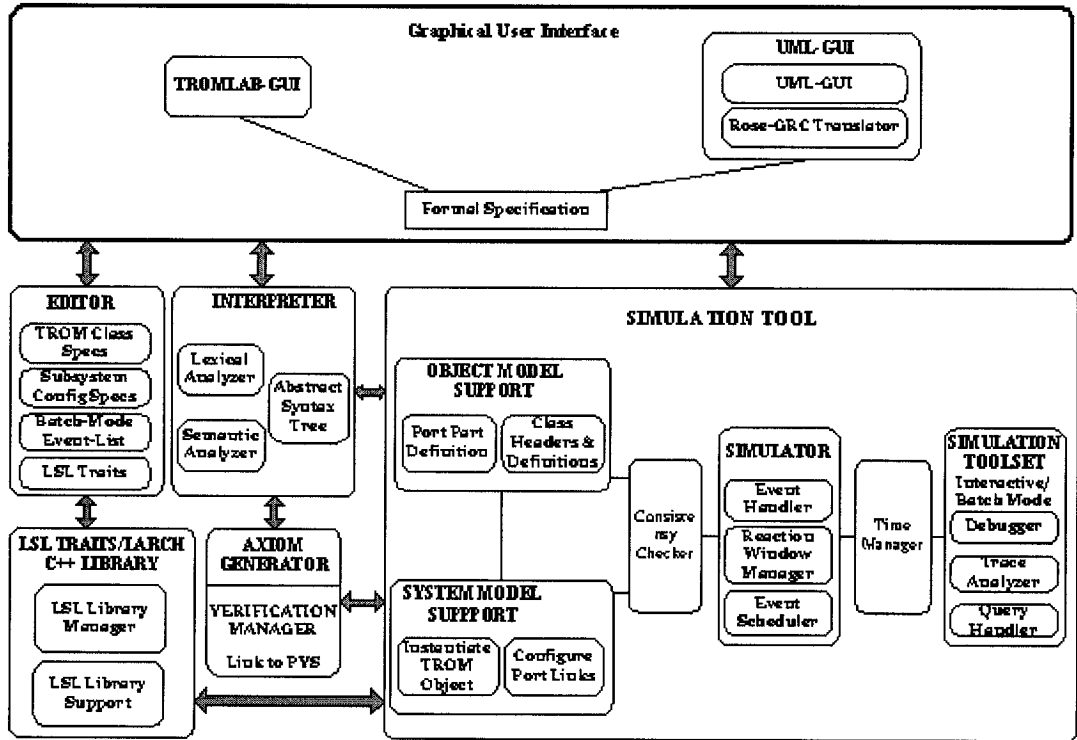 Graphical User Interface
TROMLAB-GUI
UML-GUI
UML-GUI
Rose-GRC Translator
Formal Specification
EDITOR
TROM Class
Specs
Subsystem
ConfigSpecs
Batch-Mode
Event-List
LSL Traits
INTERPRETER
Lexical
Analyzer
Abstract
Syntax
Tree
Semantic
Analyzer
SIMULATION TOOL
OBJECT MODEL
SUPPORT
Port Part
Definition
Class
Headers &
Definitions
Consiste
ncy
Checker
SIMULATOR
Event
Handler
Reaction
Window
Manager
Event
Scheduler
Time
Manager
SIMULATION
TOOLSET
Interactive/
Batch Mode
Debugger
Trace
Analyzer
Query
Handler
LSL TRAITS/LARCH
C++ LIBRARY
LSL Library
Manager
LSL Library
Support
AXIOM
GENERATOR
VERIFICATION
MANAGER
Link to PVS
SYSTEM MODEL
SUPPPORT
Instantiate
TROM
Object
Configure
Port Links